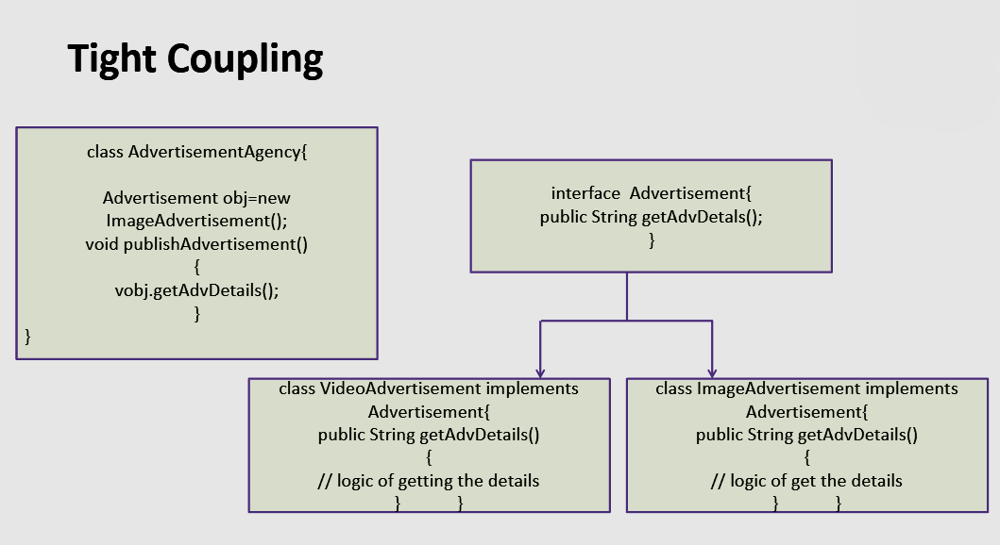 Tight Coupling
class AdvertisementAgency{
Advertisement obj=new
ImageAdvertisement();
void publishAdvertisement()
{
vobj.getAdvDetails();
}
}
interface  Advertisement{
public String getAdvDetals();
}
class VideoAdvertisement implements
Advertisement{
public String getAdvDetails()
{
// logic of getting the details
}          }
class ImageAdvertisement implements
Advertisement{
public String getAdvDetails()
{
// logic of get the details
}          }